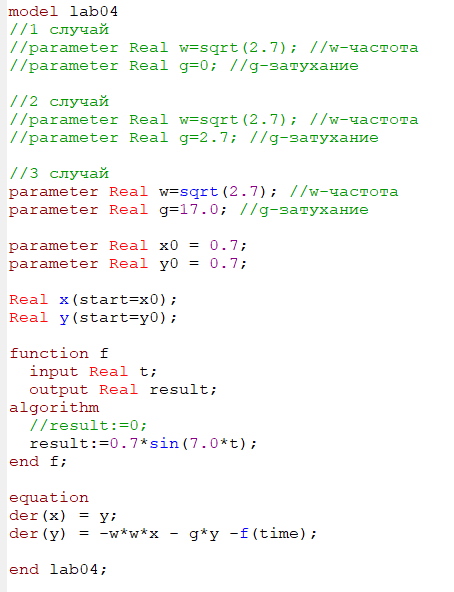 model lab04
//1 случай
//parameter Real w=sqrt(2.7); //w-частота
//parameter Real g=0; //g-затухание
//2 случай
//parameter Real w=sqrt(2.7); //w-частота
//parameter Real g=2.7; //g-затухание
//3 случай
parameter Real w=sqrt(2.7); //w-частота
parameter Real g=17.0; //g-затухание
parameter Real x0 = 0.7;
parameter Real y0 = 0.7;
Real x(start=x0);
Real y(start=y0);
function f
  input Real t;
  output Real result;
algorithm
  //result:=0;
  result:=0.7*sin(7.0*t);
end f;
equation
der(x) = y;
der(y) = -w*w*x - g*y -f(time);
end lab04;